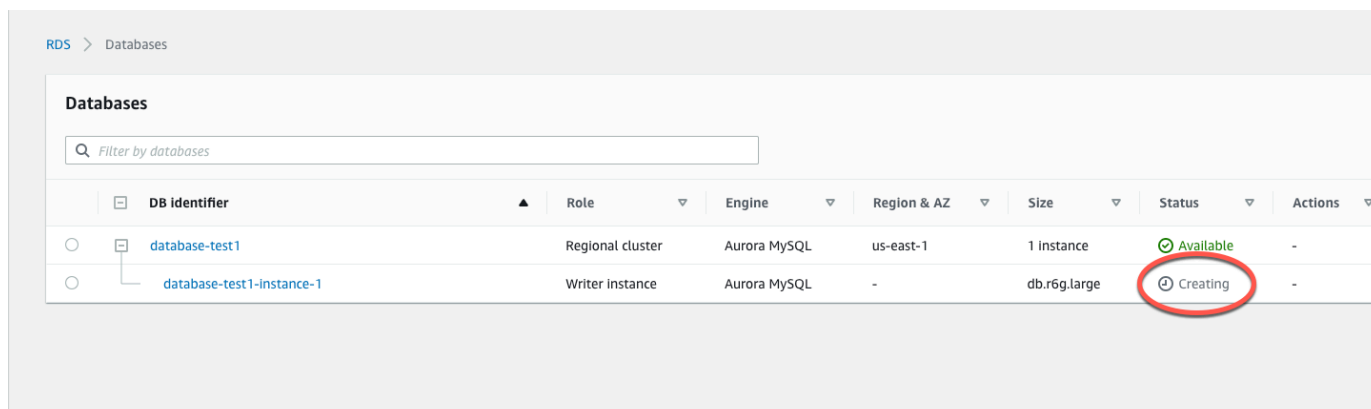 RDS > Databases
Databases
Filter by databases
DB identifier Role Engine Region & AZ Size Status Actions
database-test1 Regional cluster Aurora MySQL us-east-1 1 instance Available -
database-test1-instance-1 Writer instance Aurora MySQL - db.r6g.large Creating -